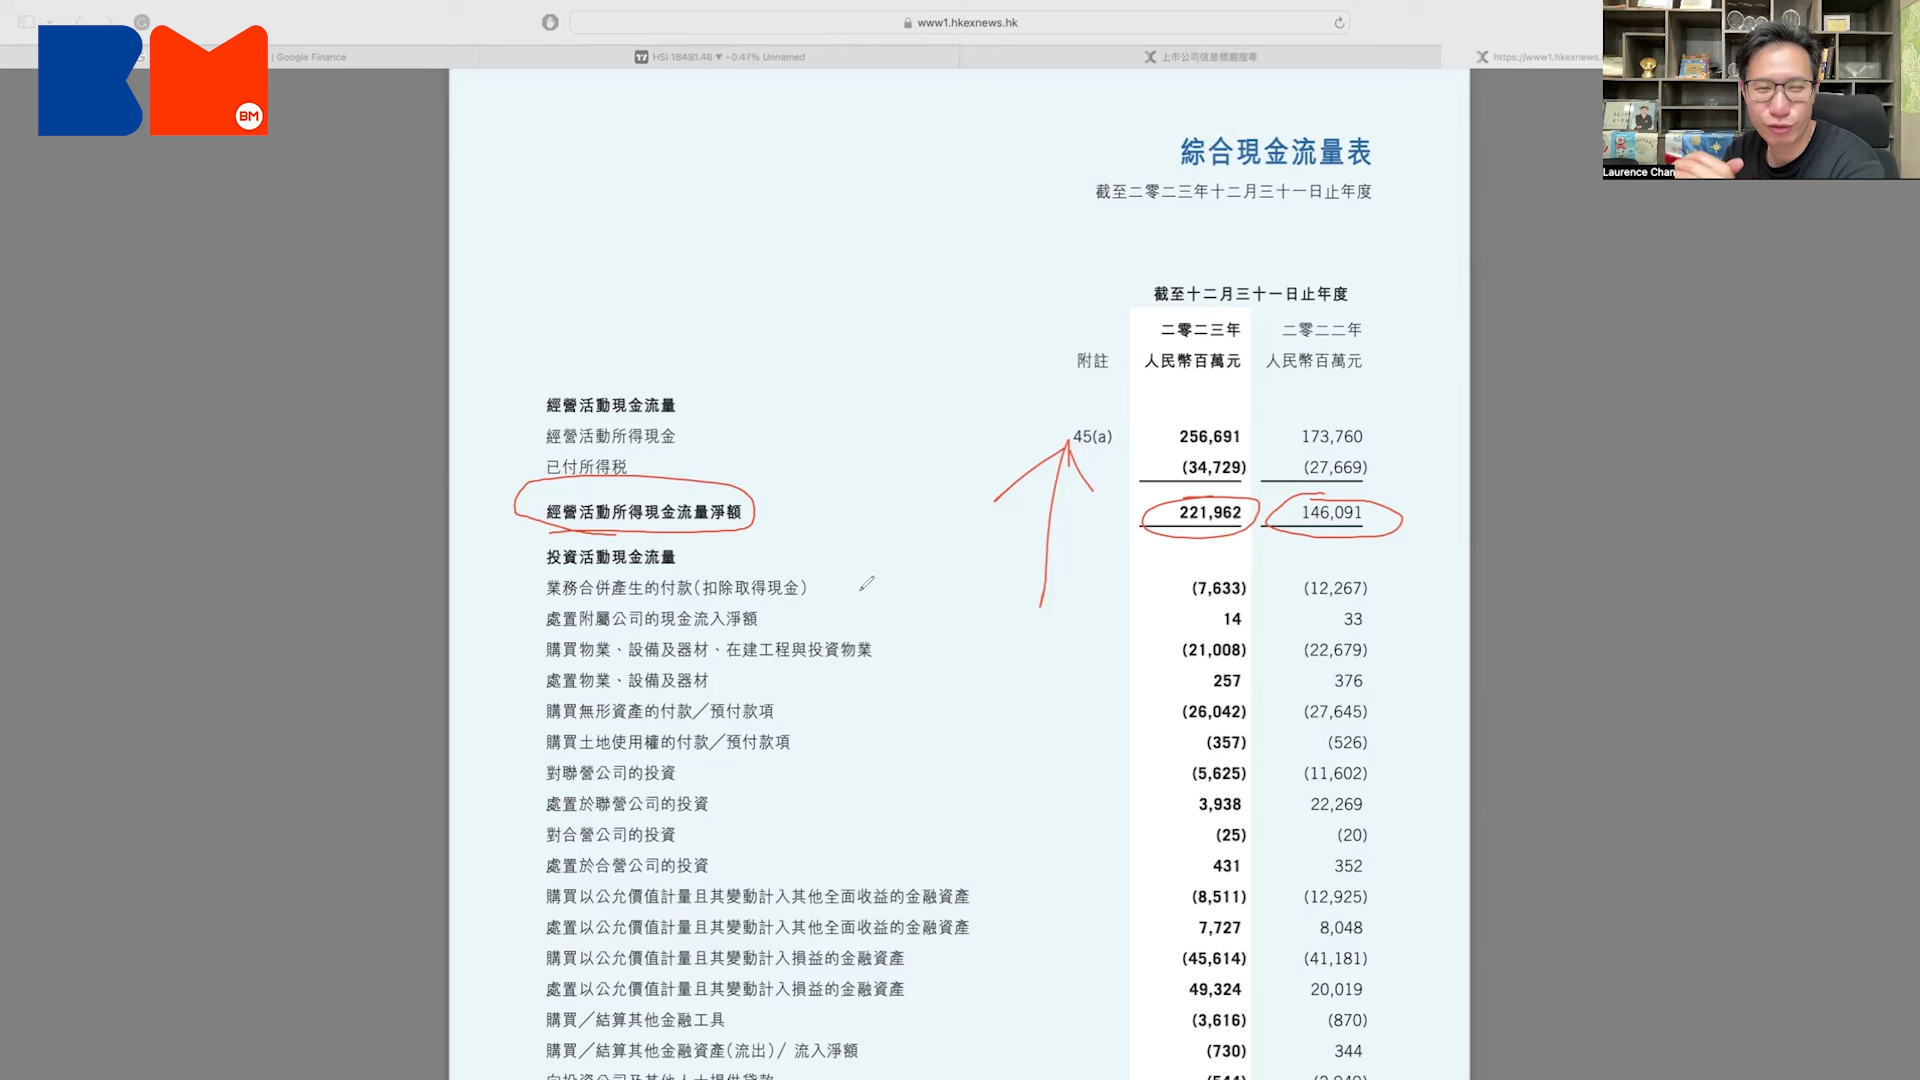 www1.hkexnews.hk
| Google Finance
HSI 18491.48 ▼ −0.47% Unnamed
上市公司信息標題搜尋
https://www1.hkexnews.
BM
Laurence Chan
綜合現金流量表
截至二零二三年十二月三十一日止年度
截至十二月三十一日止年度
二零二三年 二零二二年
附註 人民幣百萬元 人民幣百萬元
經營活動現金流量
經營活動所得現金 45(a) 256,691 173,760
已付所得稅 (34,729) (27,669)
經營活動所得現金流量淨額 221,962 146,091
投資活動現金流量
業務合併產生的付款(扣除取得現金) (7,633) (12,267)
處置附屬公司的現金流入淨額 14 33
購買物業、設備及器材、在建工程與投資物業 (21,008) (22,679)
處置物業、設備及器材 257 376
購買無形資產的付款╱預付款項 (26,042) (27,645)
購買土地使用權的付款╱預付款項 (357) (526)
對聯營公司的投資 (5,625) (11,602)
處置於聯營公司的投資 3,938 22,269
對合營公司的投資 (25) (20)
處置於合營公司的投資 431 352
購買以公允價值計量且其變動計入其他全面收益的金融資產 (8,511) (12,925)
處置以公允價值計量且其變動計入其他全面收益的金融資產 7,727 8,048
購買以公允價值計量且其變動計入損益的金融資產 (45,614) (41,181)
處置以公允價值計量且其變動計入損益的金融資產 49,324 20,019
購買╱結算其他金融工具 (3,616) (870)
購買╱結算其他金融資產(流出)/ 流入淨額 (730) 344